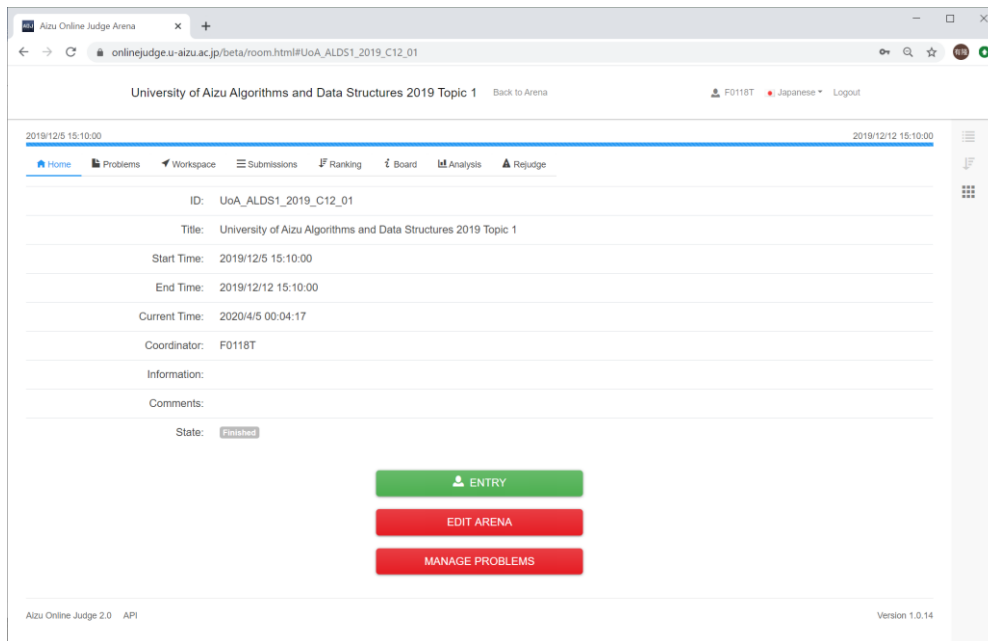 AOJ Aizu Online Judge Arena
onlinejudge.u-aizu.ac.jp/beta/room.html#UoA_ALDS1_2019_C12_01
University of Aizu Algorithms and Data Structures 2019 Topic 1 Back to Arena F0118T Japanese Logout
2019/12/5 15:10:00 2019/12/12 15:10:00
Home Problems Workspace Submissions Ranking Board Analysis Rejudge
ID: UoA_ALDS1_2019_C12_01
Title: University of Aizu Algorithms and Data Structures 2019 Topic 1
Start Time: 2019/12/5 15:10:00
End Time: 2019/12/12 15:10:00
Current Time: 2020/4/5 00:04:17
Coordinator: F0118T
Information:
Comments:
State: Finished
ENTRY
EDIT ARENA
MANAGE PROBLEMS
Aizu Online Judge 2.0 API Version 1.0.14